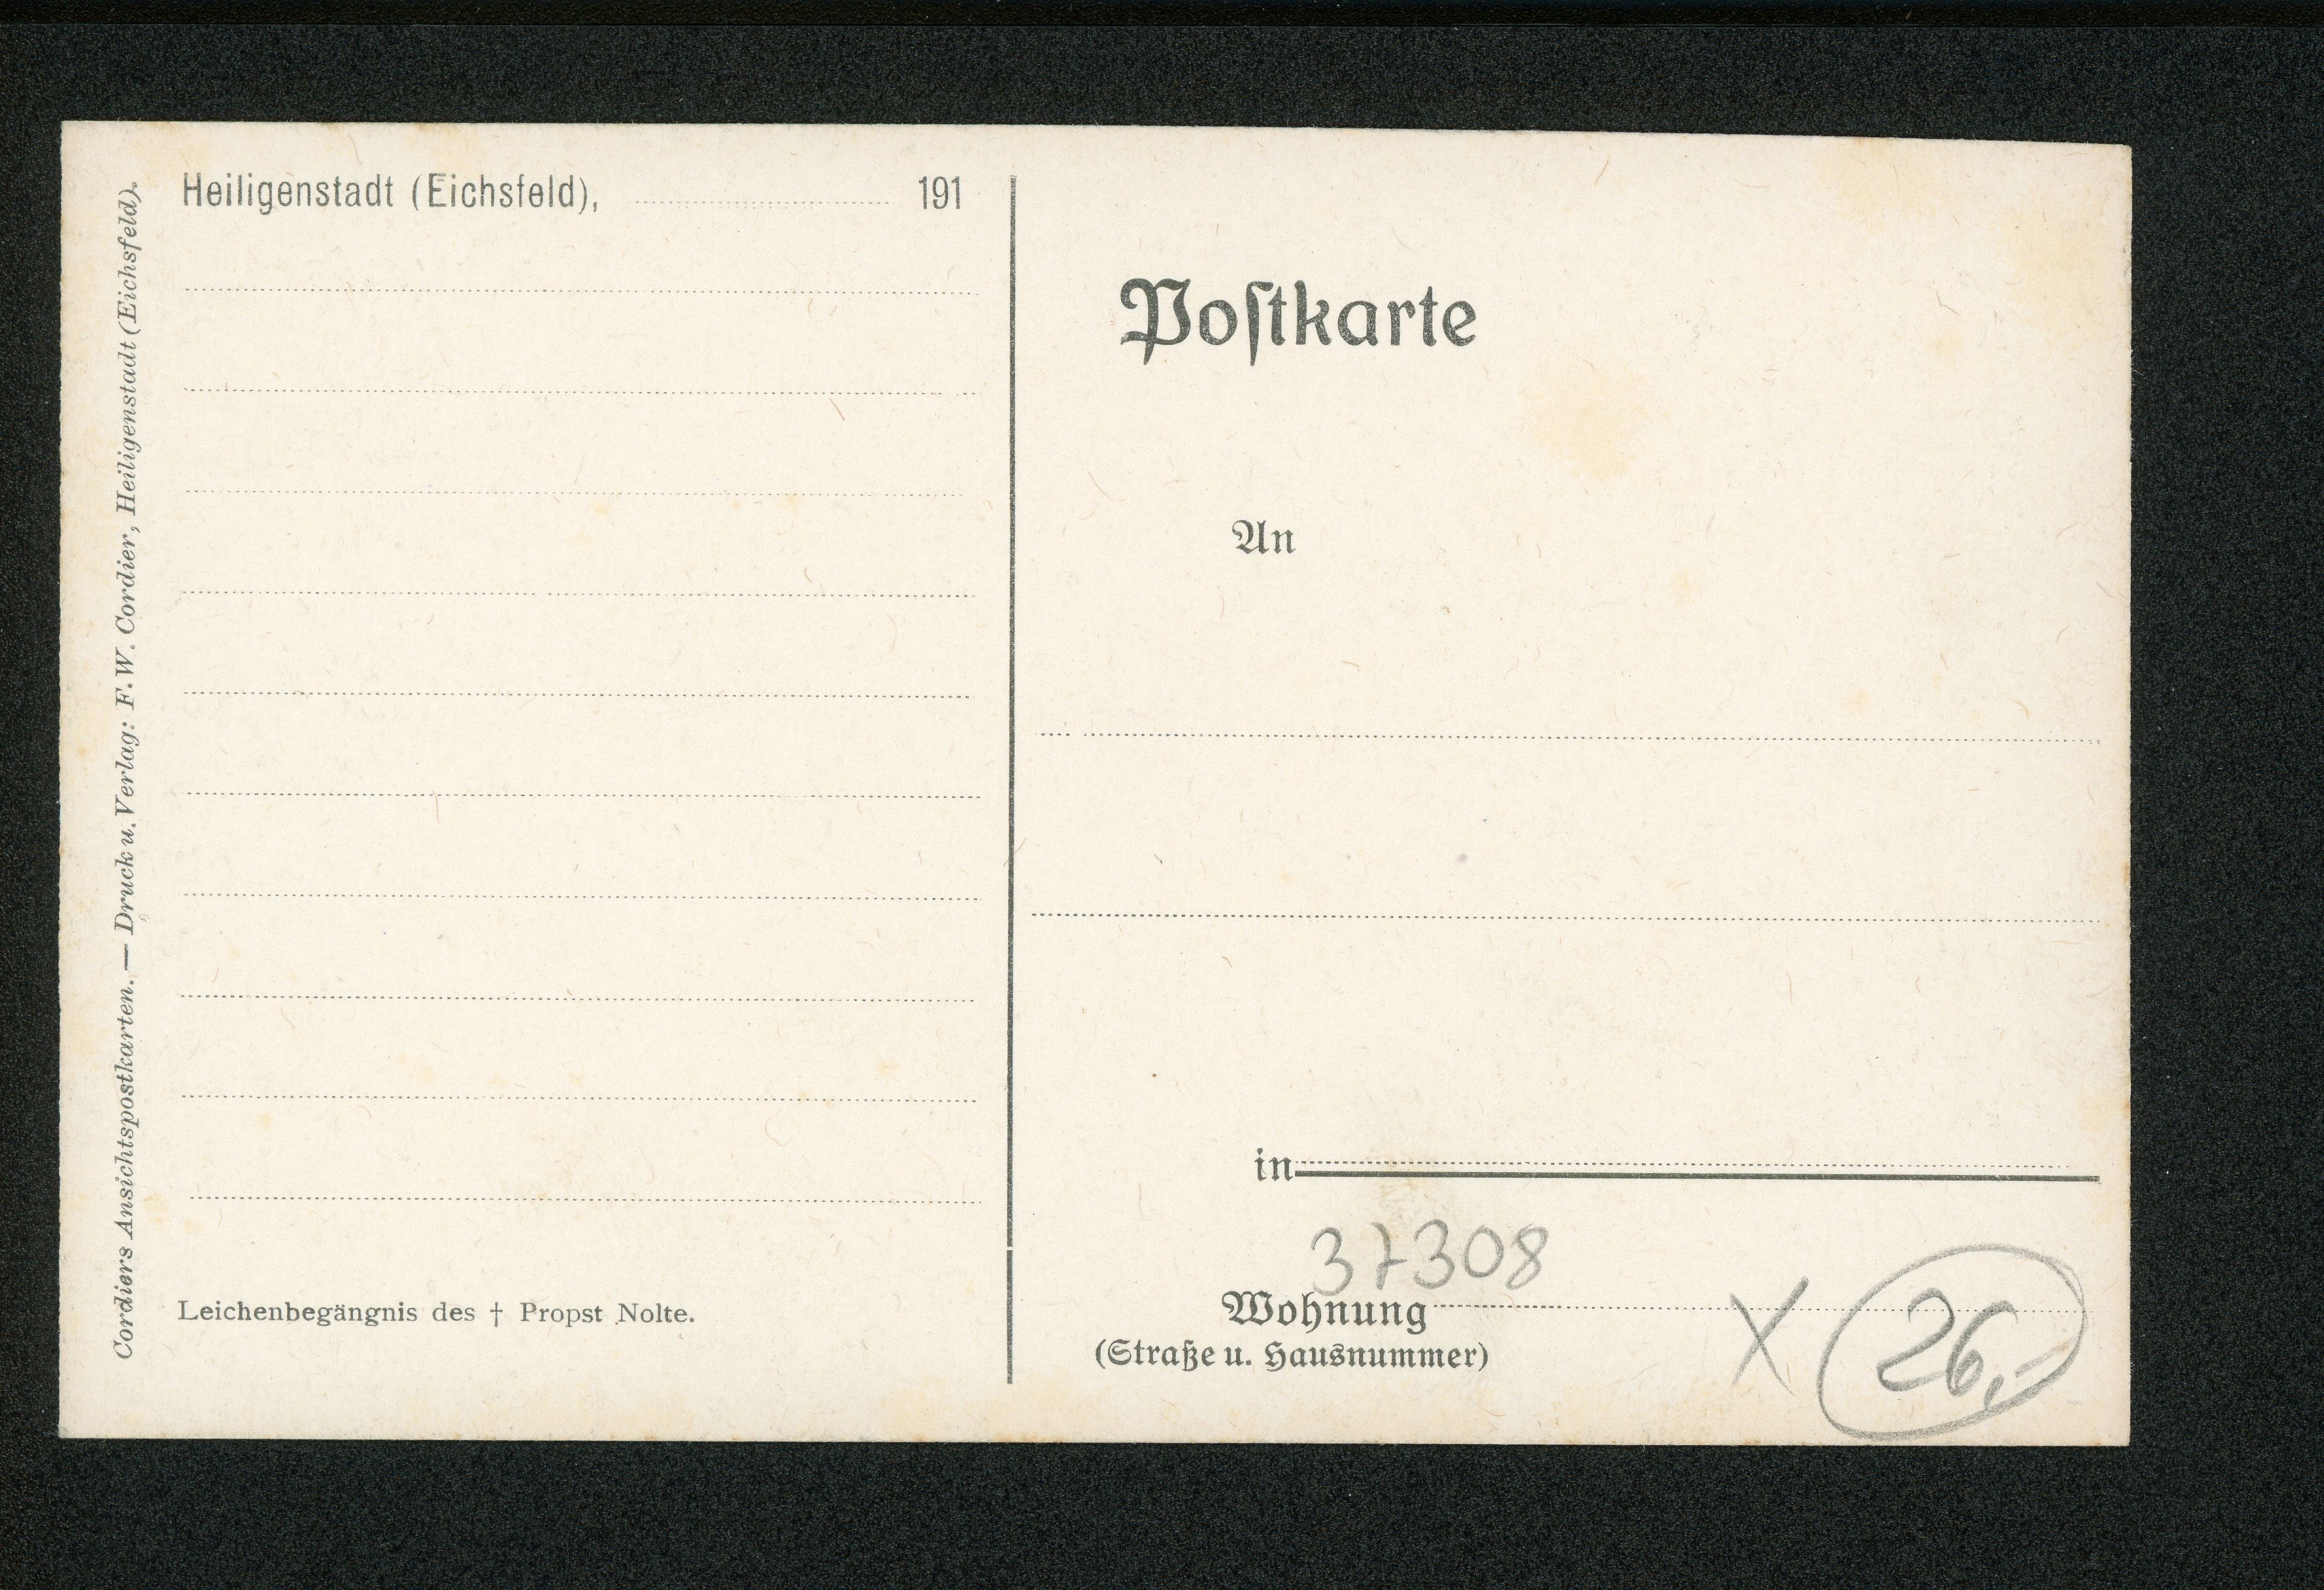 Cordiers Ansichtspostkarten. — Druck u. Verlag: F. W. Cordier, Heiligenstadt (Eichsfeld).
Heiligenstadt (Eichsfeld), 191
Leichenbegängnis des † Propst Nolte.
Poſtkarte
An
in
37308
Wohnung
(Straße u. Hausnummer)
X 26,-